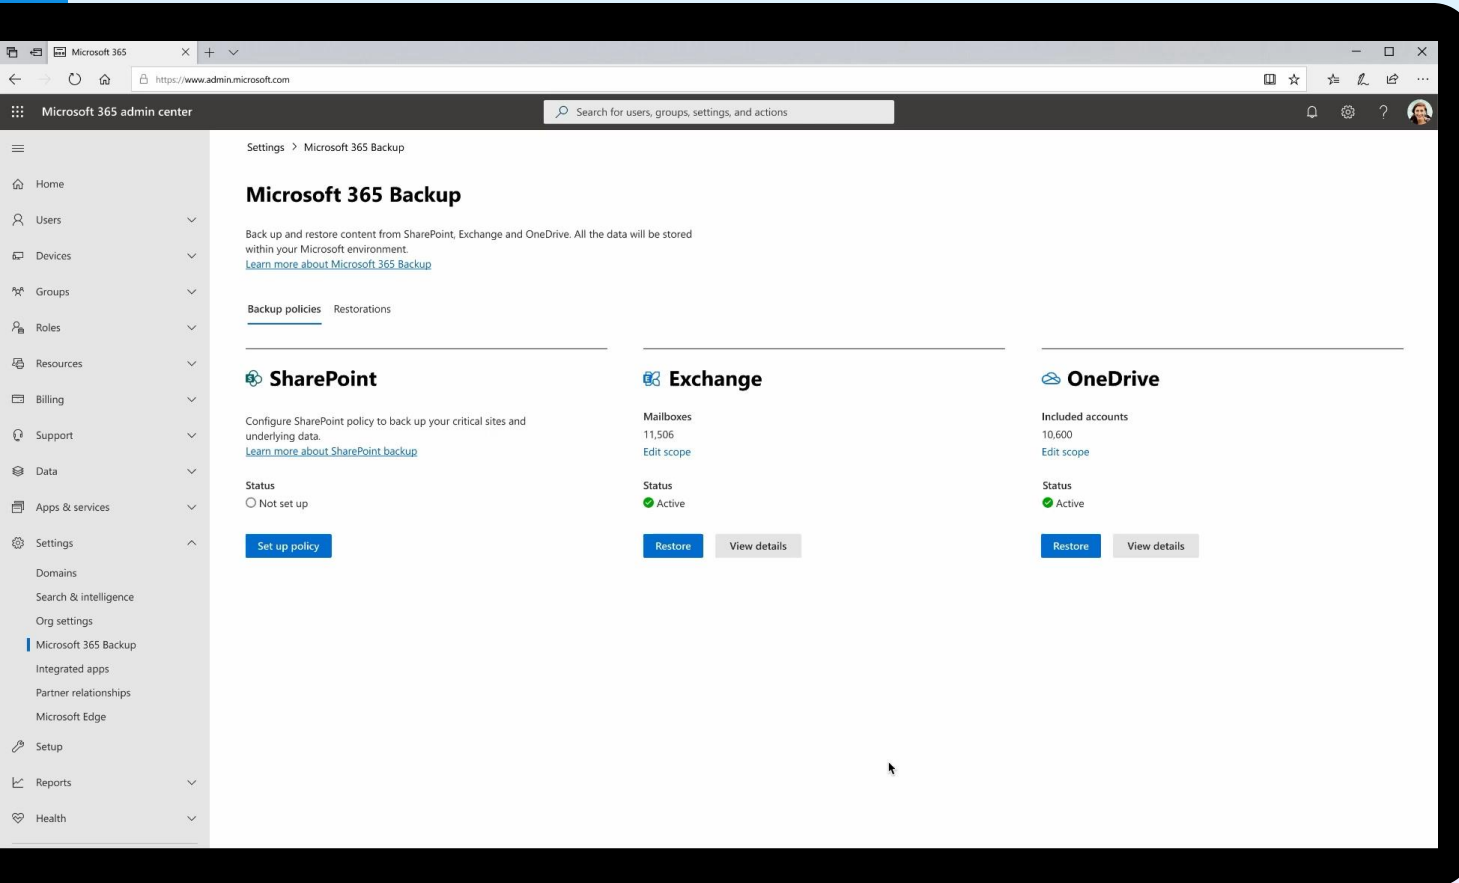 Microsoft 365
https://www.admin.microsoft.com
Microsoft 365 admin center
Search for users, groups, settings, and actions
Home
Users
Devices
Groups
Roles
Resources
Billing
Support
Data
Apps & services
Settings
Domains
Search & intelligence
Org settings
Microsoft 365 Backup
Integrated apps
Partner relationships
Microsoft Edge
Setup
Reports
Health
Settings > Microsoft 365 Backup
Microsoft 365 Backup
Back up and restore content from SharePoint, Exchange and OneDrive. All the data will be stored
within your Microsoft environment.
Learn more about Microsoft 365 Backup
Backup policies Restorations
SharePoint
Configure SharePoint policy to back up your critical sites and
underlying data.
Learn more about SharePoint backup
Status
Not set up
Set up policy
Exchange
Mailboxes
11,506
Edit scope
Status
Active
Restore View details
OneDrive
Included accounts
10,600
Edit scope
Status
Active
Restore View details